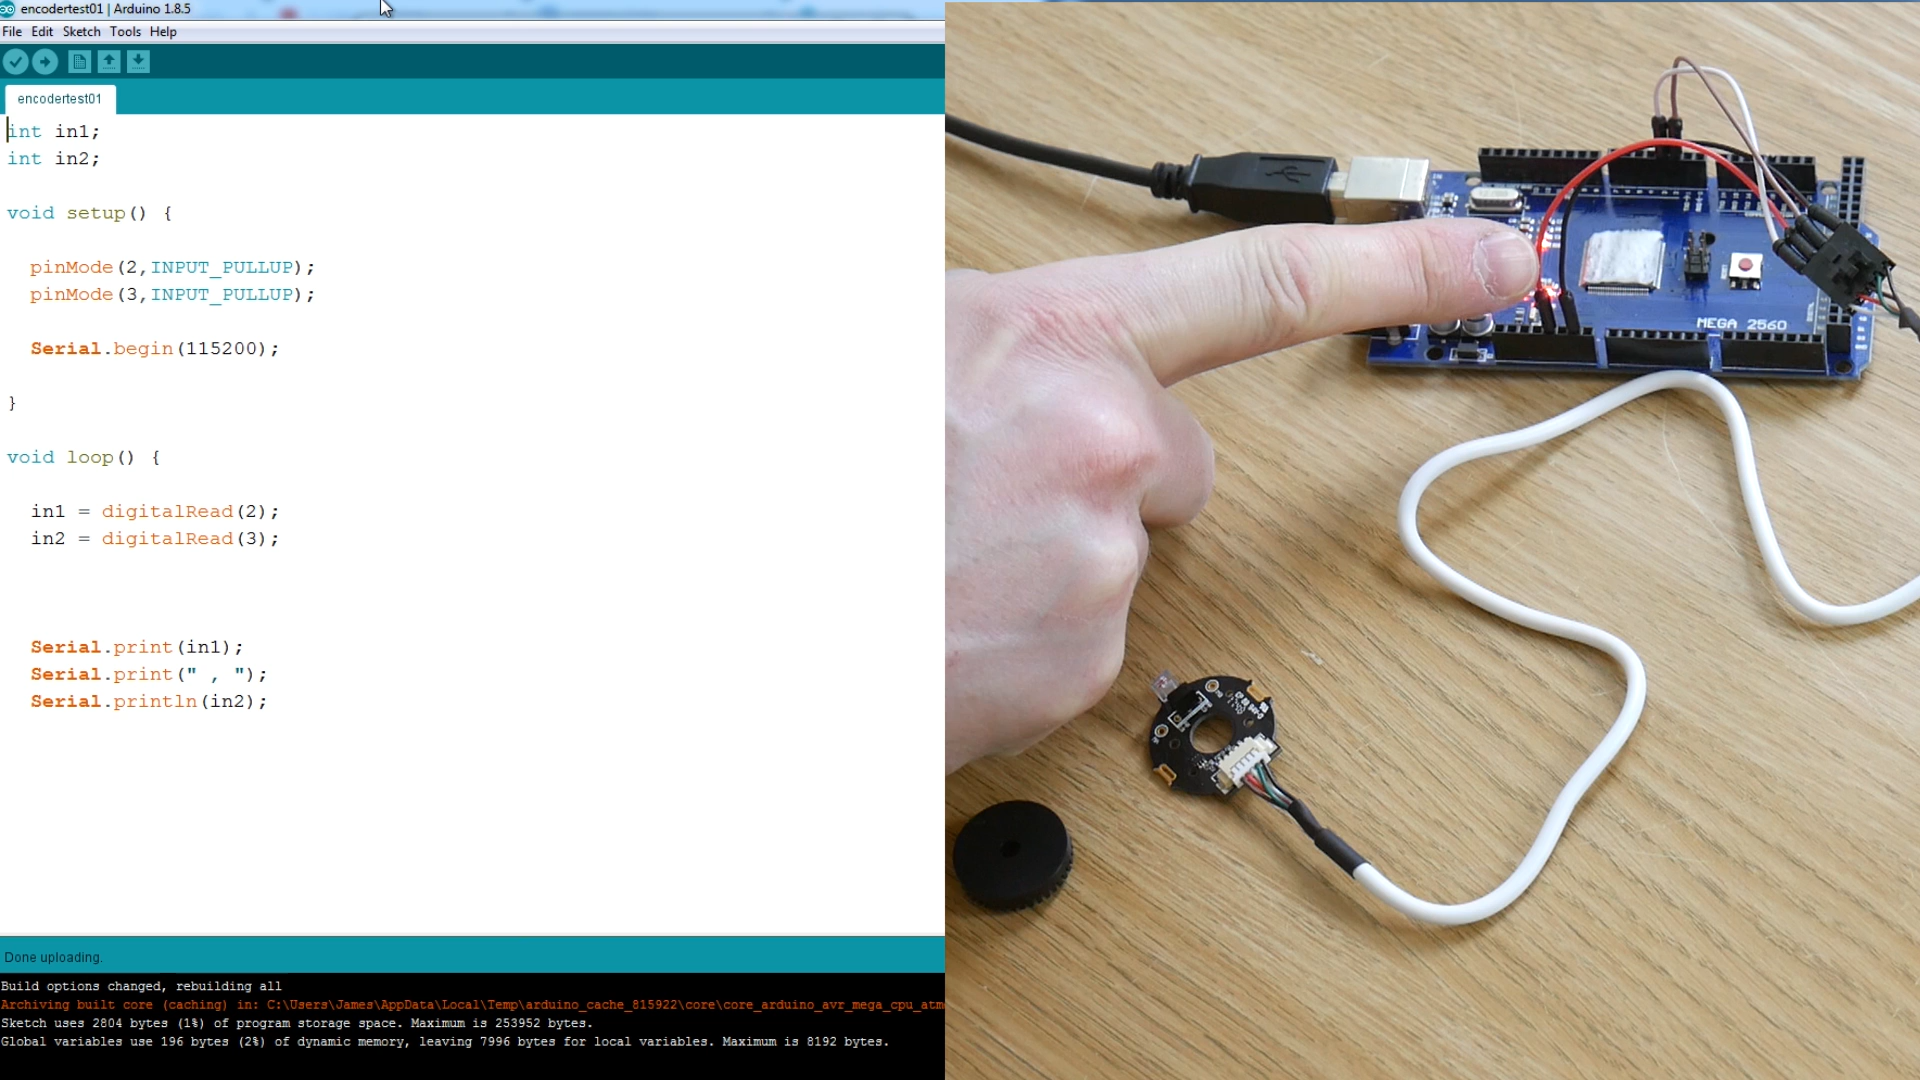 encodertest01 | Arduino 1.8.5
File Edit Sketch Tools Help
encodertest01
int in1;
int in2;
void setup() {
pinMode(2,INPUT_PULLUP);
pinMode(3,INPUT_PULLUP);
Serial.begin(115200);
}
void loop() {
in1 = digitalRead(2);
in2 = digitalRead(3);
Serial.print(in1);
Serial.print(" , ");
Serial.println(in2);
Done uploading.
Build options changed, rebuilding all
Archiving built core (caching) in: C:\Users\James\AppData\Local\Temp\arduino_cache_815922\core\core_arduino_avr_mega_cpu_atm
Sketch uses 2804 bytes (1%) of program storage space. Maximum is 253952 bytes.
Global variables use 196 bytes (2%) of dynamic memory, leaving 7996 bytes for local variables. Maximum is 8192 bytes.
MEGA 2560